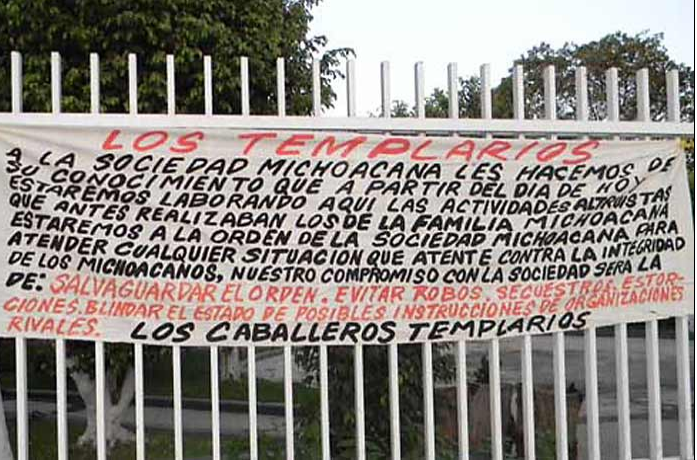 LOS TEMPLARIOS
A LA SOCIEDAD MICHOACANA LES HACEMOS DE
SU CONOCIMIENTO QUE A PARTIR DEL DIA DE HOY
ESTAREMOS LABORANDO AQUI LAS ACTIVIDADES ALTRUISTAS
QUE ANTES REALIZABAN LOS DE LA FAMILIA MICHOACANA
ESTAREMOS A LA ORDEN DE LA SOCIEDAD MICHOACANA PARA
ATENDER CUALQUIER SITUACION QUE ATENTE CONTRA LA INTEGRIDAD
DE LOS MICHOACANOS, NUESTRO COMPROMISO CON LA SOCIEDAD SERA LA
DE: SALVAGUARDAR EL ORDEN. EVITAR ROBOS. SECUESTROS. ESTOR-
CIONES. BLINDAR EL ESTADO DE POSIBLES INSTRUCCIONES DE ORGANIZACIONES
RIVALES. LOS CABALLEROS TEMPLARIOS